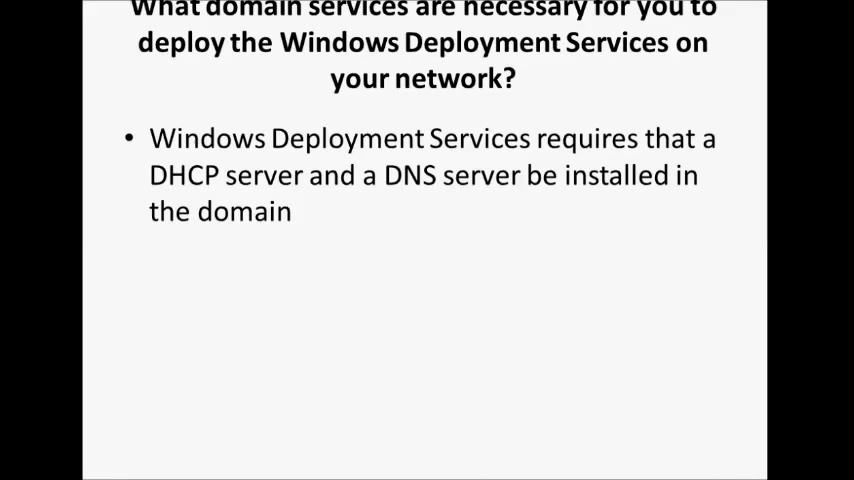 What domain services are necessary for you to
deploy the Windows Deployment Services on
your network?
• Windows Deployment Services requires that a
DHCP server and a DNS server be installed in
the domain